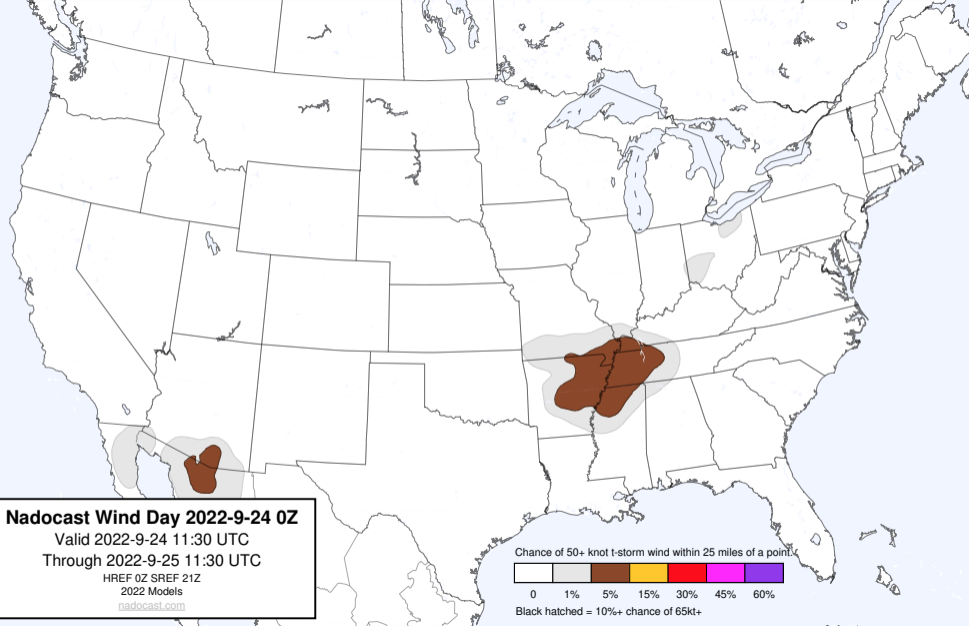 Nadocast Wind Day 2022-9-24 0Z
Valid 2022-9-24 11:30 UTC
Through 2022-9-25 11:30 UTC
HREF 0Z SREF 21Z
2022 Models
nadocast.com
Chance of 50+ knot t-storm wind within 25 miles of a point.
0 1% 5% 15% 30% 45% 60%
Black hatched = 10%+ chance of 65kt+